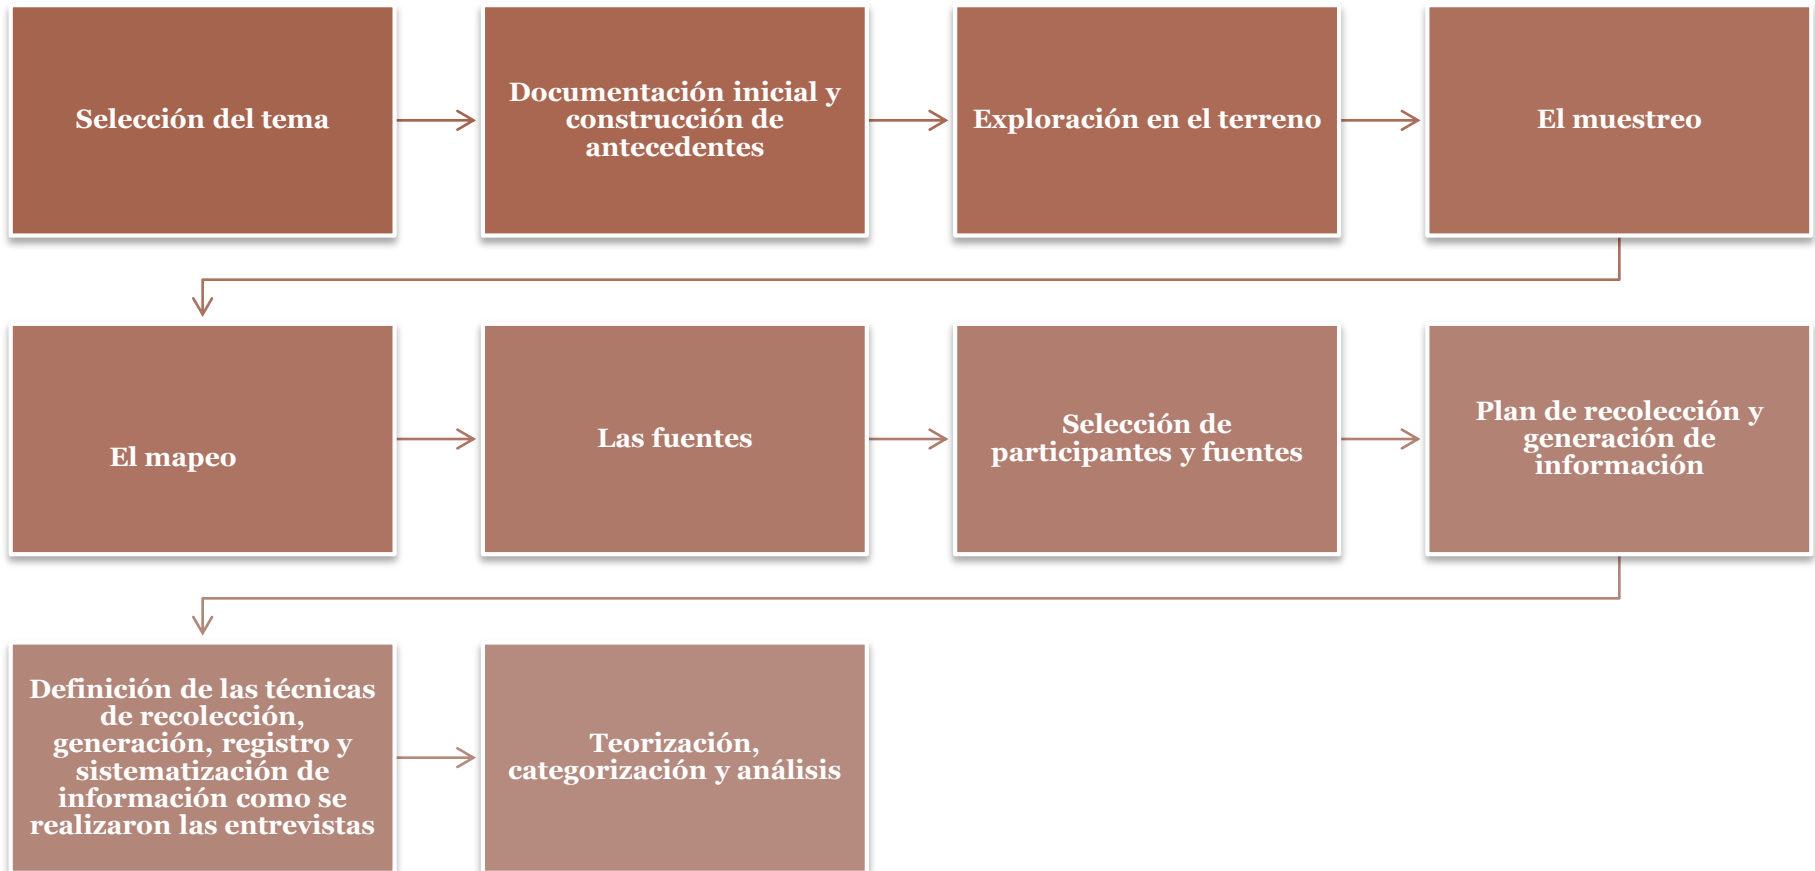 Selección del tema
Documentación inicial y
construcción de
antecedentes
Exploración en el terreno
El muestreo
El mapeo
Las fuentes
Selección de
participantes y fuentes
Plan de recolección y
generación de
información
Definición de las técnicas
de recolección,
generación, registro y
sistematización de
información como se
realizaron las entrevistas
Teorización,
categorización y análisis